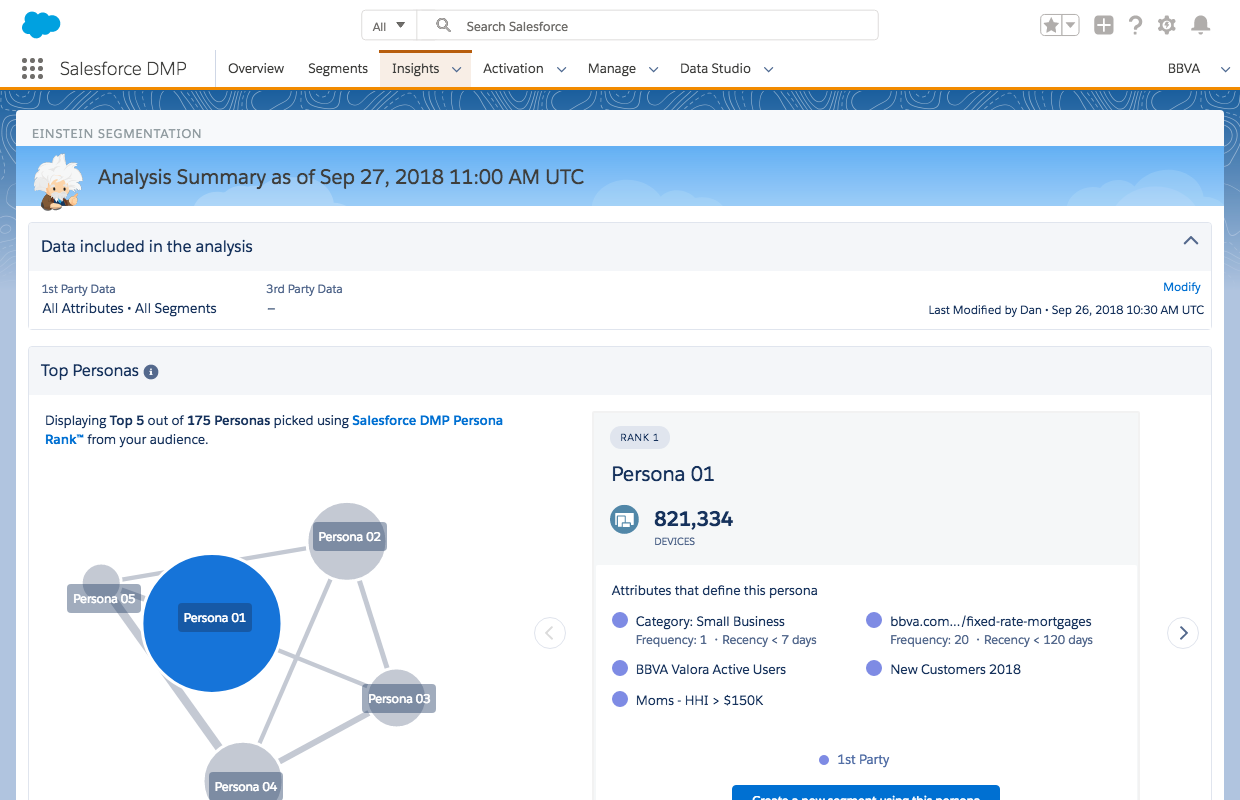 All
Search Salesforce
Salesforce DMP
Overview
Segments
Insights
Activation
Manage
Data Studio
BBVA
EINSTEIN SEGMENTATION
Analysis Summary as of Sep 27, 2018 11:00 AM UTC
Data included in the analysis
1st Party Data
All Attributes • All Segments
3rd Party Data
–
Modify
Last Modified by Dan • Sep 26, 2018 10:30 AM UTC
Top Personas
Displaying Top 5 out of 175 Personas picked using Salesforce DMP Persona
Rank™ from your audience.
Persona 02
Persona 05
Persona 01
Persona 03
Persona 04
RANK 1
Persona 01
821,334
DEVICES
Attributes that define this persona
Category: Small Business
Frequency: 1 · Recency < 7 days
bbva.com.../fixed-rate-mortgages
Frequency: 20 · Recency < 120 days
BBVA Valora Active Users
New Customers 2018
Moms - HHI > $150K
1st Party
Create a new segment using this persona